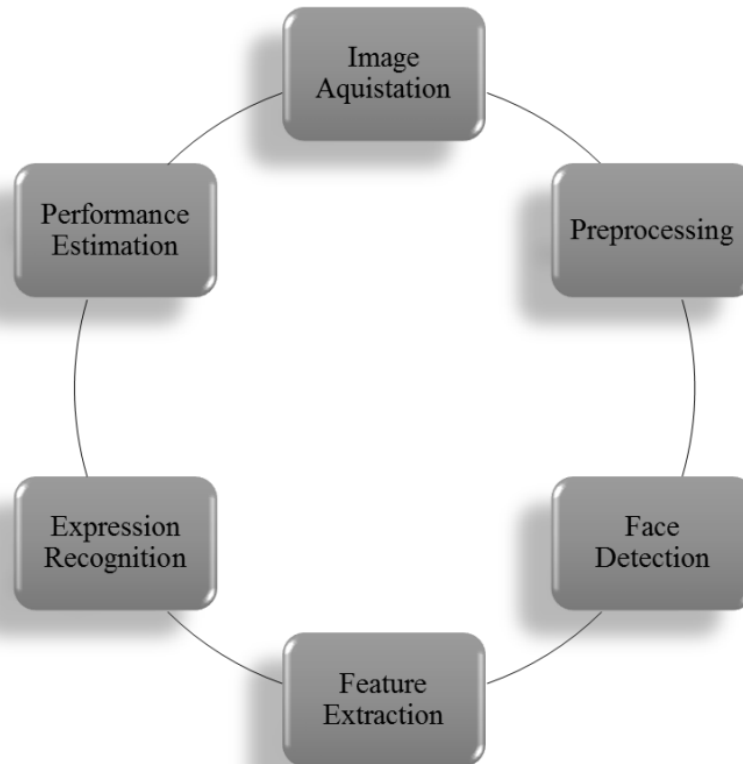 Image
Aquistation
Preprocessing
Face
Detection
Feature
Extraction
Expression
Recognition
Performance
Estimation